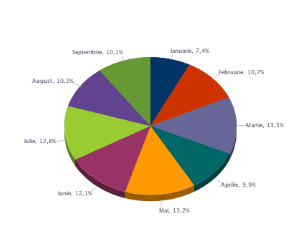 Ianuarie, 7,4%
Februarie, 10,7%
Martie, 13,5%
Aprilie, 9,9%
Mai, 13,2%
Iunie, 12,1%
Iulie, 12,8%
August, 10,2%
Septembrie, 10,1%